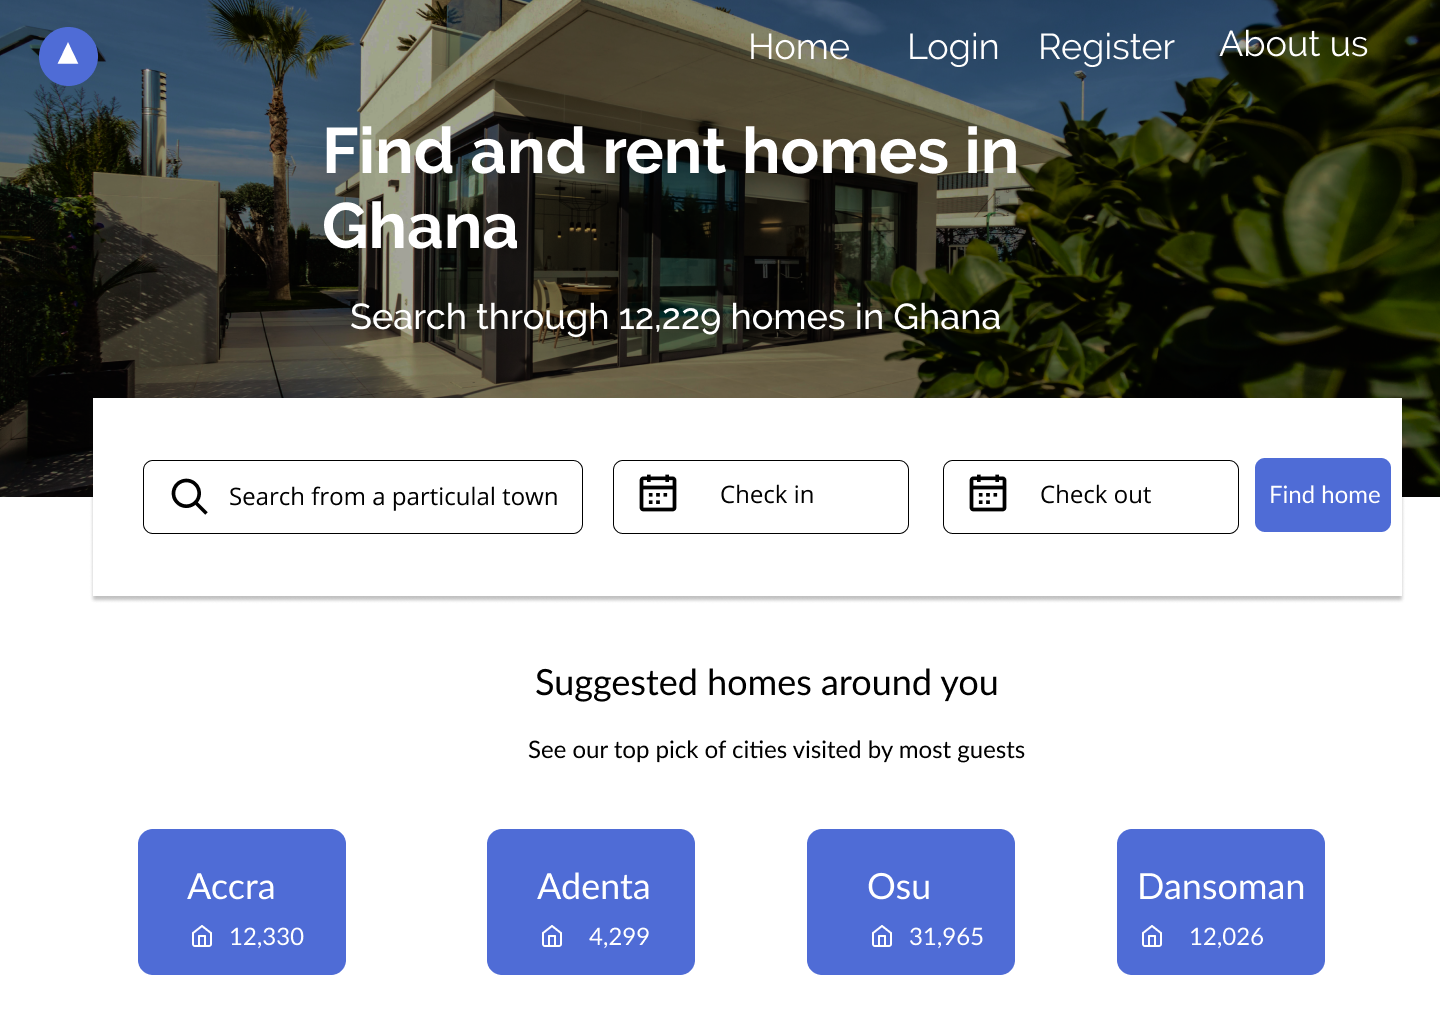 Home Login Register About us
Find and rent homes in
Ghana
Search through 12,229 homes in Ghana
Search from a particulal town
Check in
Check out
Find home
Suggested homes around you
See our top pick of cities visited by most guests
Accra
12,330
Adenta
4,299
Osu
31,965
Dansoman
12,026